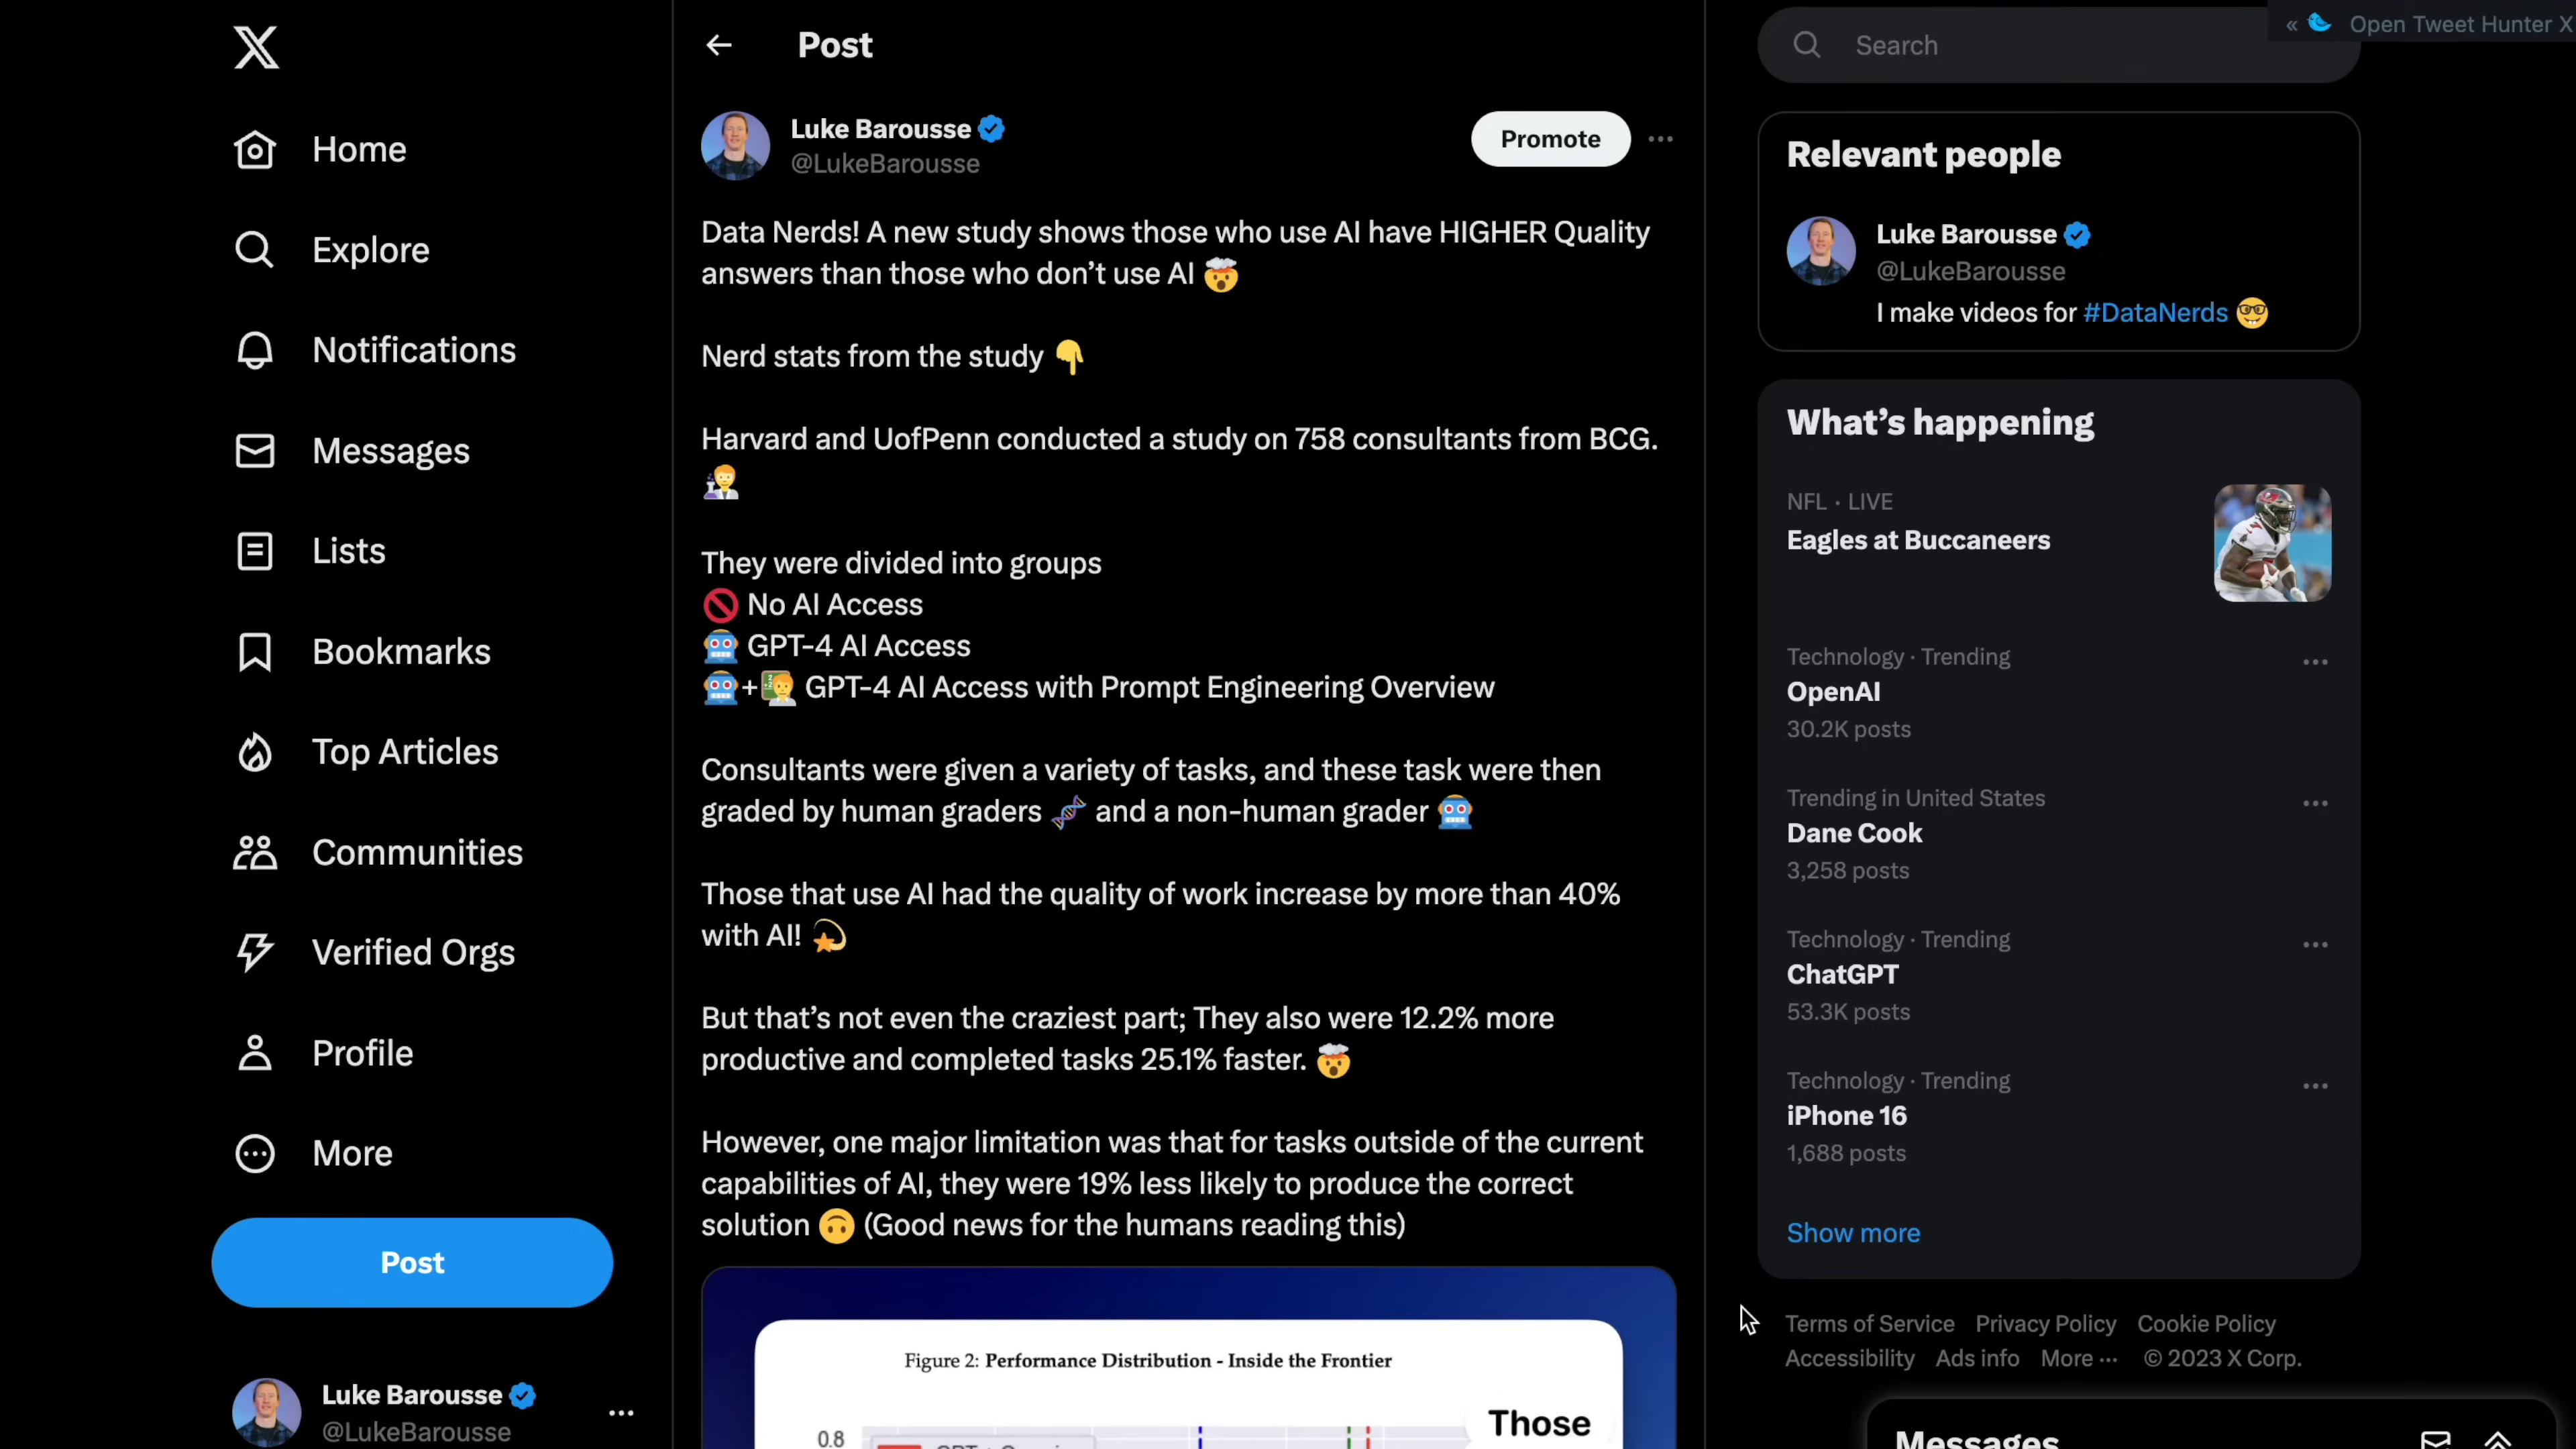 X
Home
Explore
Notifications
Messages
Lists
Bookmarks
Top Articles
Communities
Verified Orgs
Profile
More
Post
Luke Barousse
@LukeBarousse
Post
Luke Barousse
@LukeBarousse
Promote
Data Nerds! A new study shows those who use AI have HIGHER Quality
answers than those who don’t use AI 🤯
Nerd stats from the study 👇
Harvard and UofPenn conducted a study on 758 consultants from BCG.
🧑‍🔬
They were divided into groups
🚫 No AI Access
🤖 GPT-4 AI Access
🤖+🧑‍🏫 GPT-4 AI Access with Prompt Engineering Overview
Consultants were given a variety of tasks, and these task were then
graded by human graders 🧬 and a non-human grader 🤖
Those that use AI had the quality of work increase by more than 40%
with AI! 💫
But that’s not even the craziest part; They also were 12.2% more
productive and completed tasks 25.1% faster. 🤯
However, one major limitation was that for tasks outside of the current
capabilities of AI, they were 19% less likely to produce the correct
solution 🙃 (Good news for the humans reading this)
Figure 2: Performance Distribution - Inside the Frontier
Those
0.8
« Open Tweet Hunter X
Search
Relevant people
Luke Barousse
@LukeBarousse
I make videos for #DataNerds 🤓
What’s happening
NFL · LIVE
Eagles at Buccaneers
Technology · Trending
OpenAI
30.2K posts
Trending in United States
Dane Cook
3,258 posts
Technology · Trending
ChatGPT
53.3K posts
Technology · Trending
iPhone 16
1,688 posts
Show more
Terms of Service Privacy Policy Cookie Policy
Accessibility Ads info More ··· © 2023 X Corp.
Messages